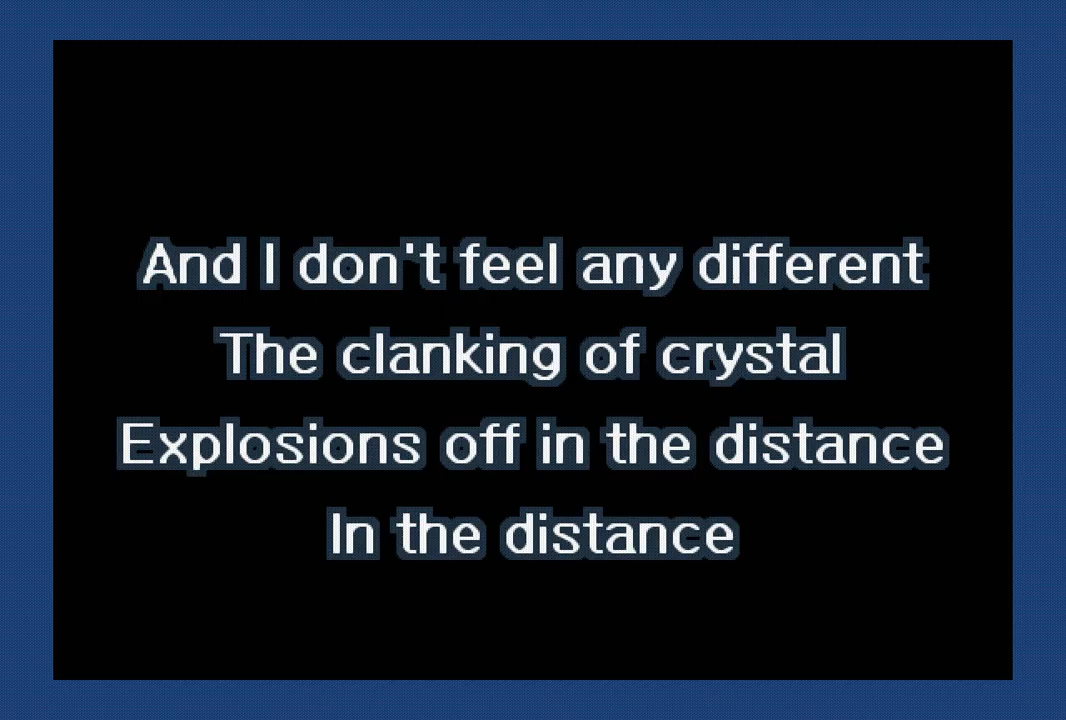 And I don't feel any different
The clanking of crystal
Explosions off in the distance
In the distance